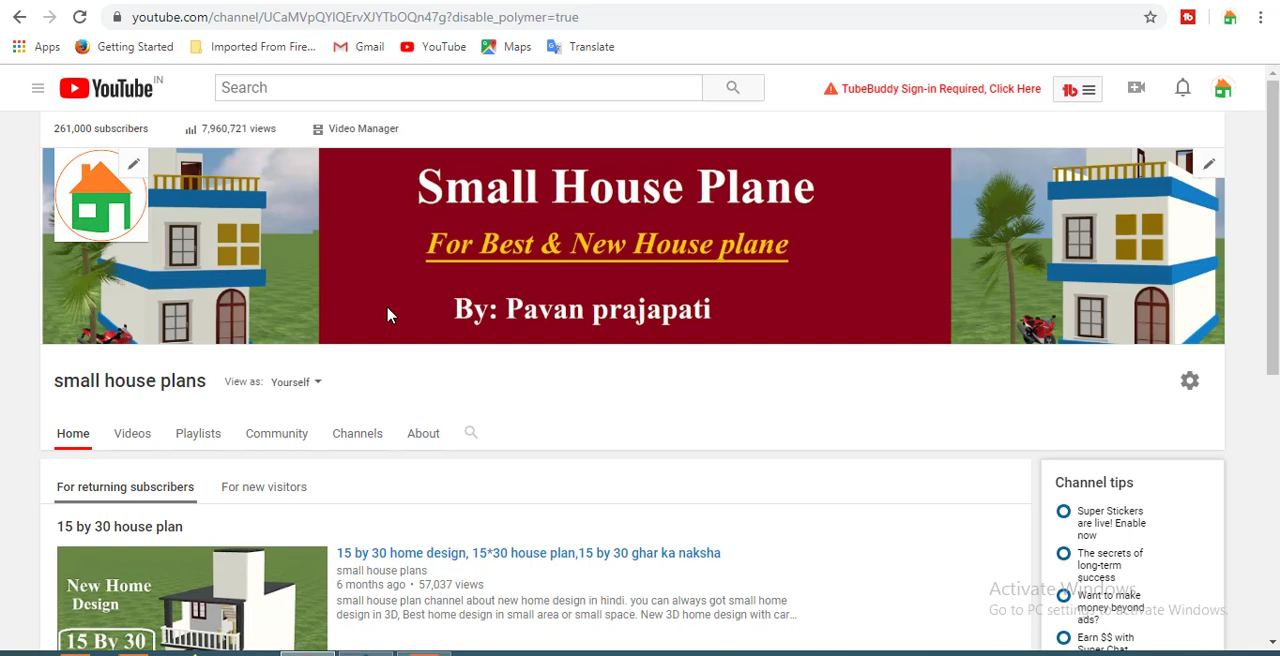 youtube.com/channel/UCaMVpQYIQErvXJYTbOQn47g?disable_polymer=true
Apps Getting Started Imported From Fire... Gmail YouTube Maps Translate
YouTube IN
Search
TubeBuddy Sign-in Required, Click Here
261,000 subscribers 7,960,721 views Video Manager
Small House Plane
For Best & New House plane
By: Pavan prajapati
small house plans View as: Yourself
Home Videos Playlists Community Channels About
For returning subscribers For new visitors
15 by 30 house plan
New Home
Design
15 By 30
15 by 30 home design, 15*30 house plan,15 by 30 ghar ka naksha
small house plans
6 months ago • 57,037 views
small house plan channel about new home design in hindi. you can always got small home
design in 3D, Best home design in small area or small space. New 3D home design with car...
Channel tips
Super Stickers
are live! Enable
now
The secrets of
long-term
success
Want to make
money beyond
ads?
Earn $$ with
Super Chat
Activate Windows
Go to PC settings to activate Windows.